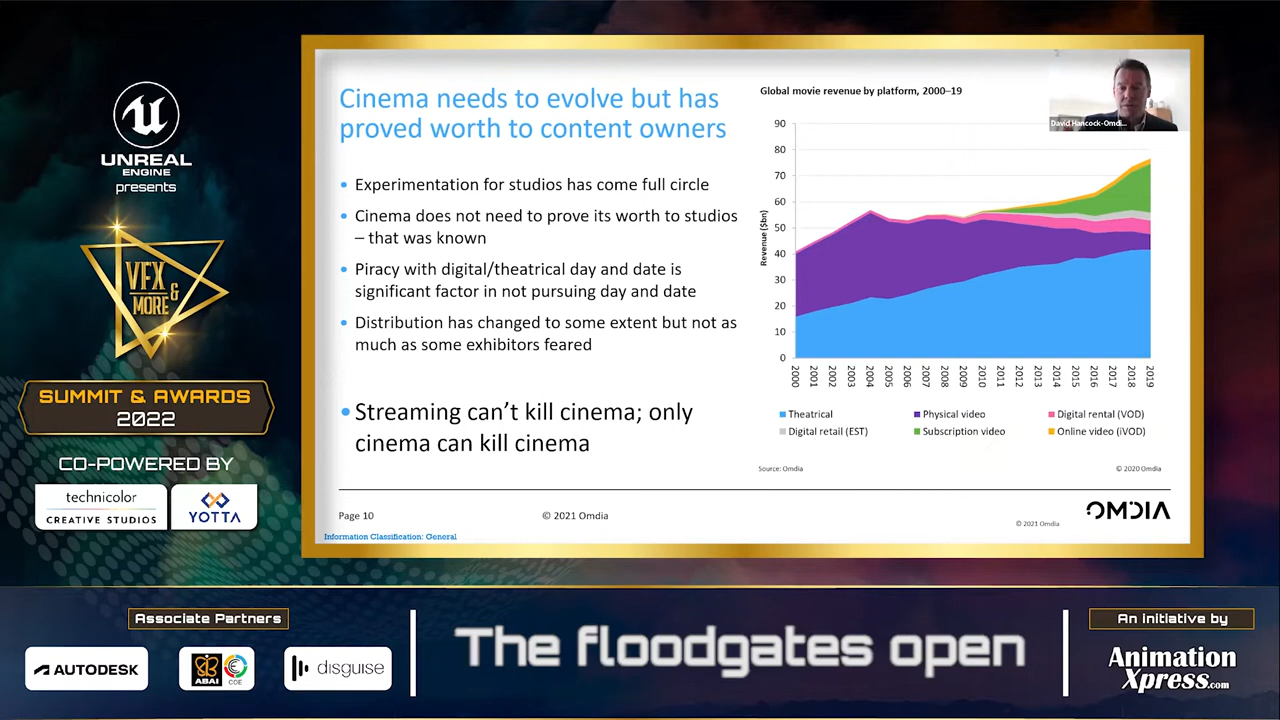 UNREAL
ENGINE
presents
VFX
&
MORE
SUMMIT & AWARDS
2022
CO-POWERED BY
technicolor
CREATIVE STUDIOS
YOTTA
Cinema needs to evolve but has
proved worth to content owners
• Experimentation for studios has come full circle
• Cinema does not need to prove its worth to studios
– that was known
• Piracy with digital/theatrical day and date is
significant factor in not pursuing day and date
• Distribution has changed to some extent but not as
much as some exhibitors feared
• Streaming can't kill cinema; only
cinema can kill cinema
Global movie revenue by platform, 2000–19
David Hancock-Omdi...
Revenue ($bn)
90
80
70
60
50
40
30
20
10
0
2000 2001 2002 2003 2004 2005 2006 2007 2008 2009 2010 2011 2012 2013 2014 2015 2016 2017 2018 2019
Theatrical Physical video Digital rental (VOD)
Digital retail (EST) Subscription video Online video (iVOD)
Source: Omdia © 2020 Omdia
Page 10 © 2021 Omdia © 2021 Omdia
OMDIA
Information Classification: General
Associate Partners
AUTODESK
ABAI
COE
disguise
The floodgates open
An initiative by
Animation
Xpress.com